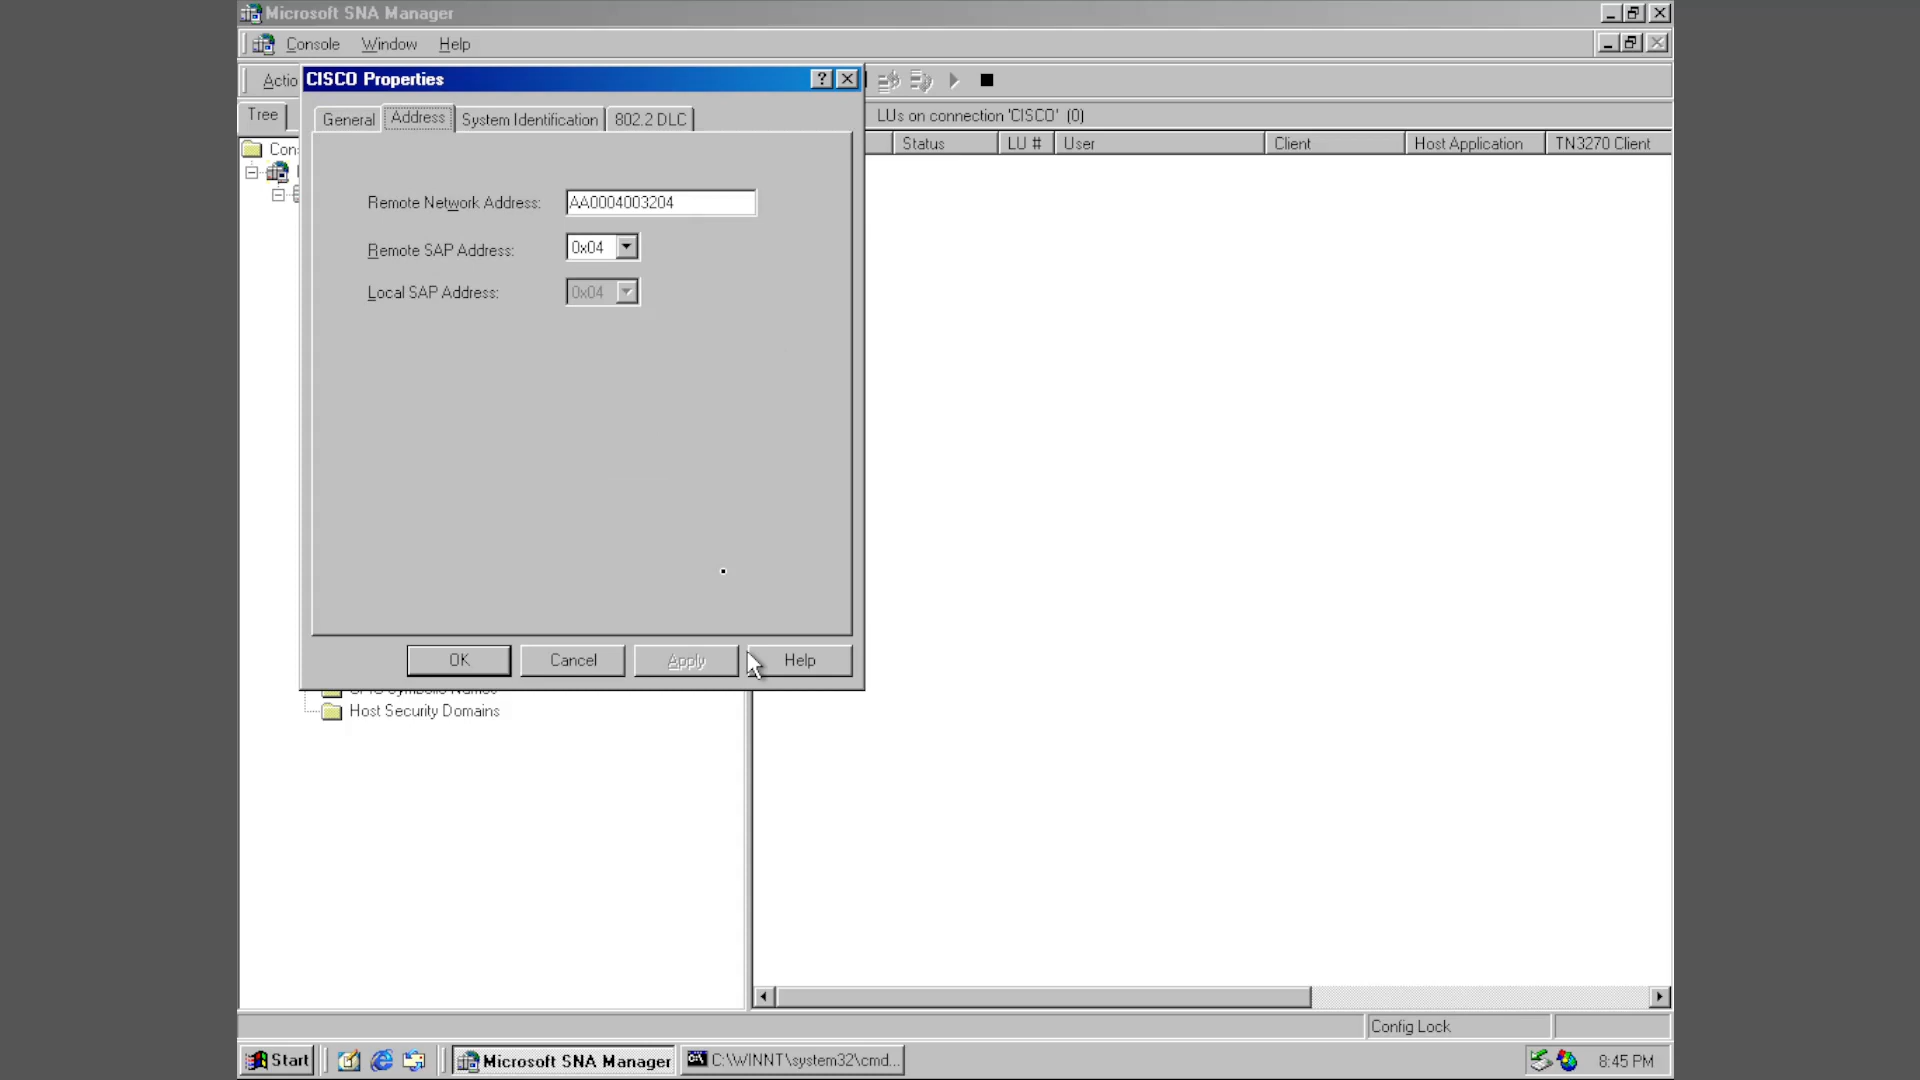 Microsoft SNA Manager
Console Window Help
CISCO Properties
Tree
General Address System Identification 802.2 DLC
LUs on connection 'CISCO' (0)
Status LU # User Client Host Application TN3270 Client
Remote Network Address: AA0004003204
Remote SAP Address: 0x04
Local SAP Address: 0x04
OK Cancel Apply Help
Host Security Domains
Config Lock
Start Microsoft SNA Manager C:\WINNT\system32\cmd... 8:45 PM